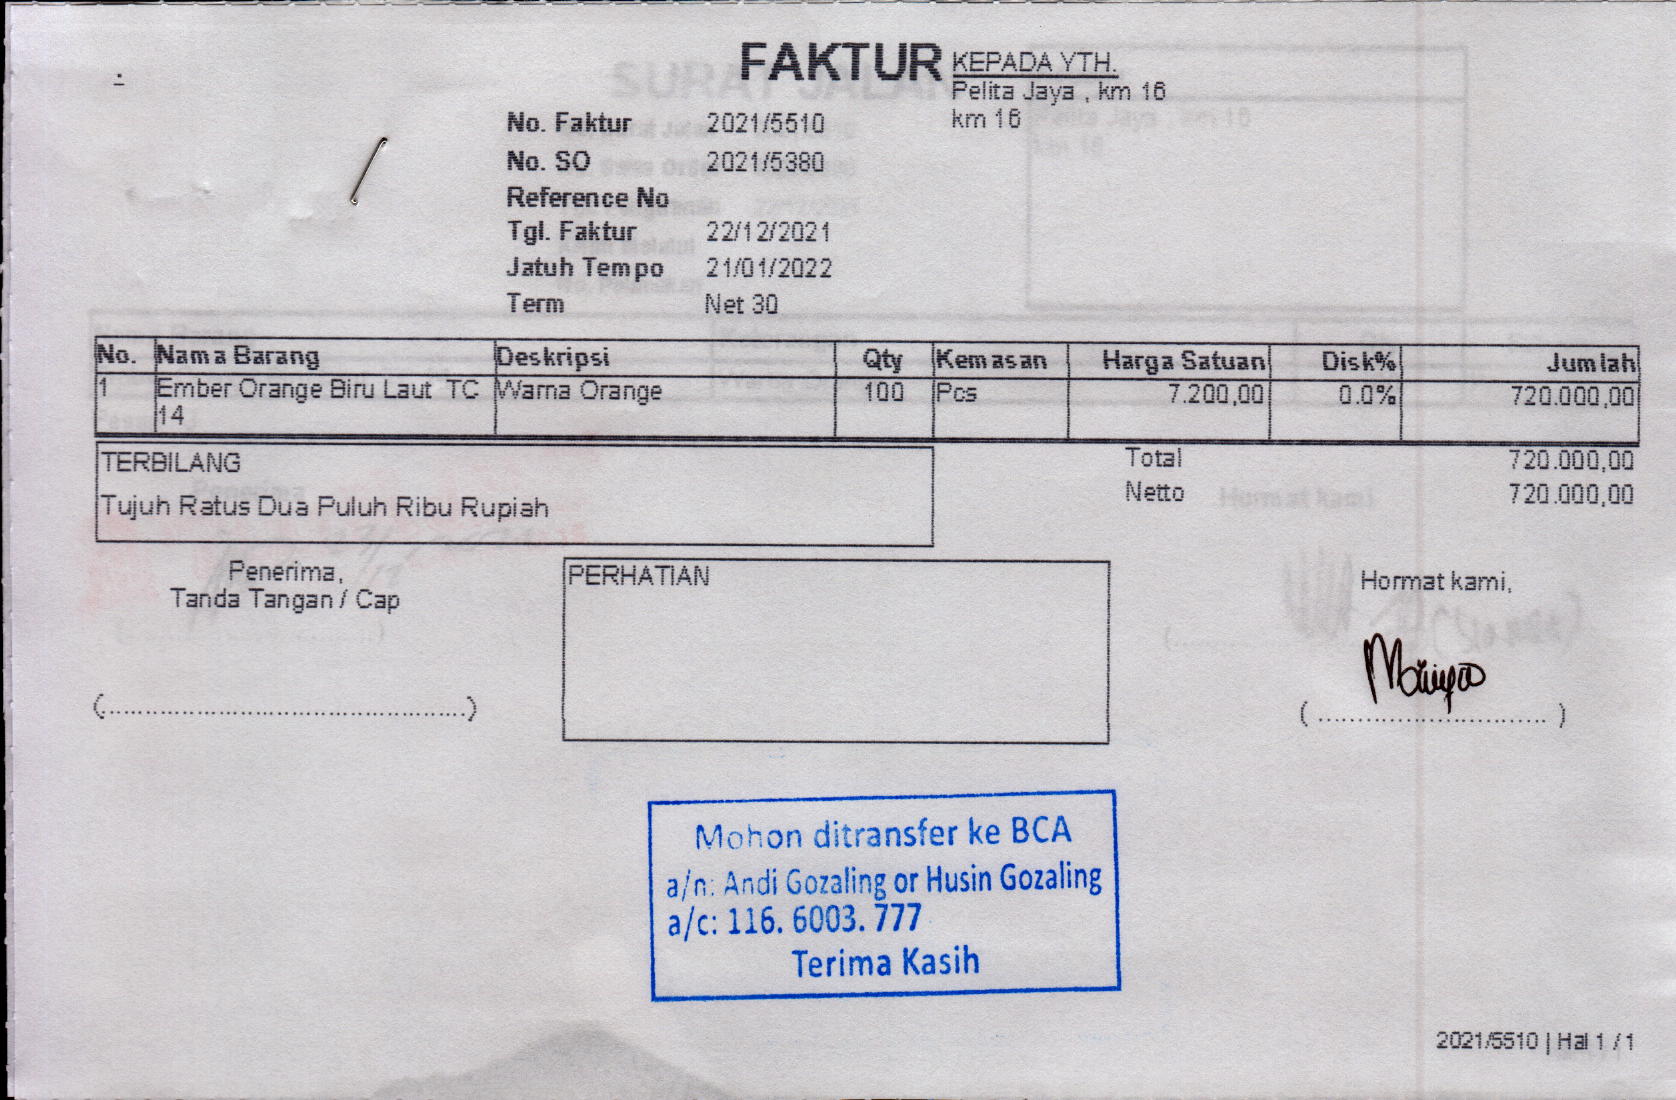 FAKTUR
KEPADA YTH.
Pelita Jaya , km 16
km 16
No. Faktur 2021/5510
No. SO 2021/5380
Reference No
Tgl. Faktur 22/12/2021
Jatuh Tempo 21/01/2022
Term Net 30
No. Nama Barang Deskripsi Qty Kemasan Harga Satuan Disk% Jumlah
1 Ember Orange Biru Laut TC Warna Orange 100 Pcs 7.200,00 0.0% 720.000,00
14
TERBILANG
Tujuh Ratus Dua Puluh Ribu Rupiah
Total 720.000,00
Netto 720.000,00
Penerima,
Tanda Tangan / Cap
(..........................................)
PERHATIAN
Hormat kami,
( ........................... )
Mohon ditransfer ke BCA
a/n: Andi Gozaling or Husin Gozaling
a/c: 116. 6003. 777
Terima Kasih
2021/5510 | Hal 1 / 1